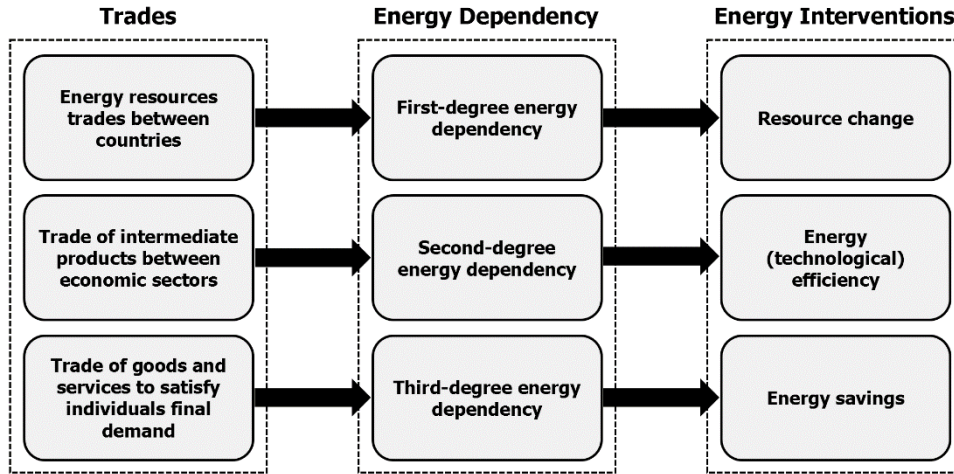 Trades
Energy Dependency
Energy Interventions
Energy resources
trades between
countries
First-degree energy
dependency
Resource change
Trade of intermediate
products between
economic sectors
Second-degree
energy dependency
Energy
(technological)
efficiency
Trade of goods and
services to satisfy
individuals final
demand
Third-degree energy
dependency
Energy savings